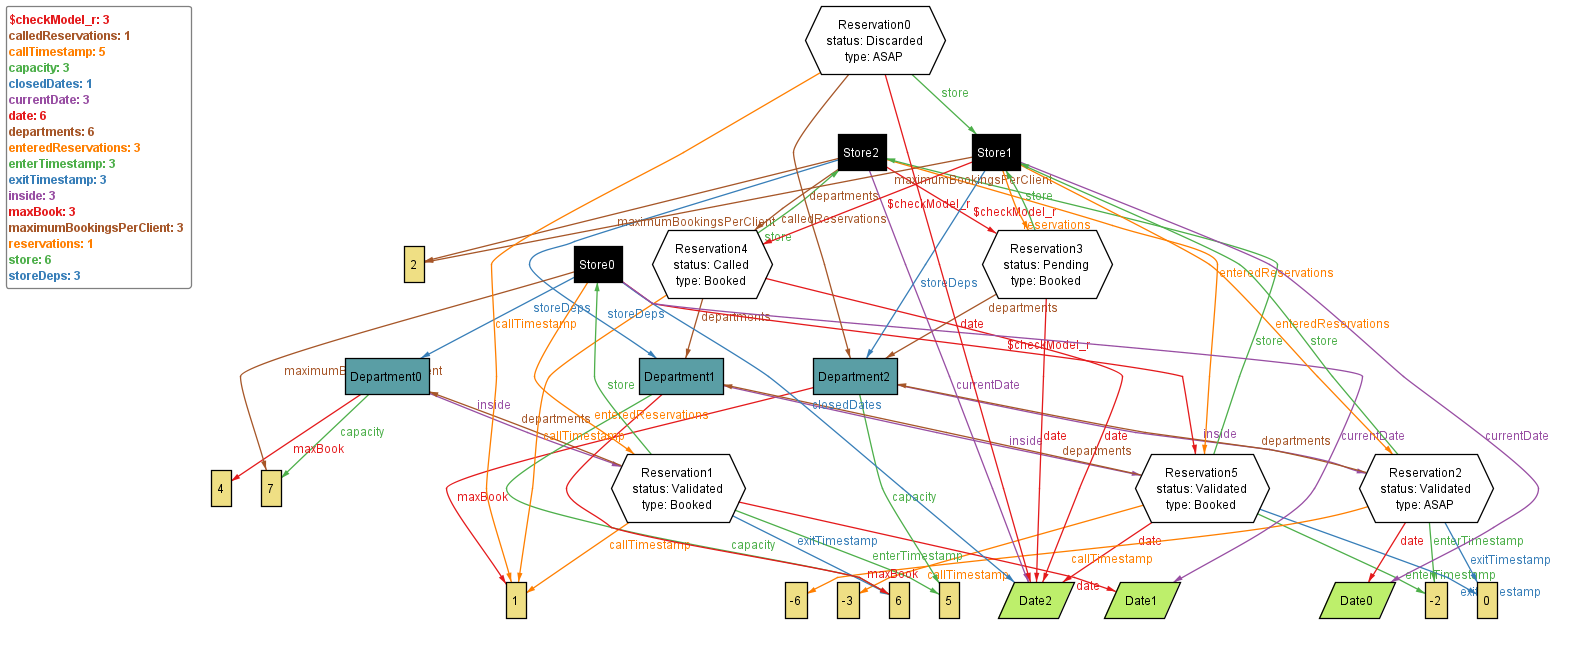 $checkModel_r: 3
calledReservations: 1
callTimestamp: 5
capacity: 3
closedDates: 1
currentDate: 3
date: 6
departments: 6
enteredReservations: 3
enterTimestamp: 3
exitTimestamp: 3
inside: 3
maxBook: 3
maximumBookingsPerClient: 3
reservations: 1
store: 6
storeDeps: 3
Reservation0
status: Discarded
type: ASAP
store
Store2
Store1
maximumBookingsPerClient
departments
store
$checkModel_r
$checkModel_r
calledReservations
maximumBookingsPerClient
reservations
store
2
Store0
Reservation4
status: Called
type: Booked
Reservation3
status: Pending
type: Booked
enteredReservations
storeDeps
storeDeps
storeDeps
departments
departments
callTimestamp
date
enteredReservations
store
store
$checkModel_r
Department0
Department1
Department2
store
currentDate
closedDates
inside
departments
enteredReservations
callTimestamp
capacity
maxBook
inside
date
date
departments
inside
departments
currentDate
currentDate
4
7
Reservation1
status: Validated
type: Booked
Reservation5
status: Validated
type: Booked
Reservation2
status: Validated
type: ASAP
maxBook
capacity
callTimestamp
capacity
exitTimestamp
enterTimestamp
maxBook
callTimestamp
callTimestamp
date
date
date
enterTimestamp
exitTimestamp
enterTimestamp
1
-6
-3
6
5
Date2
Date1
Date0
-2
0